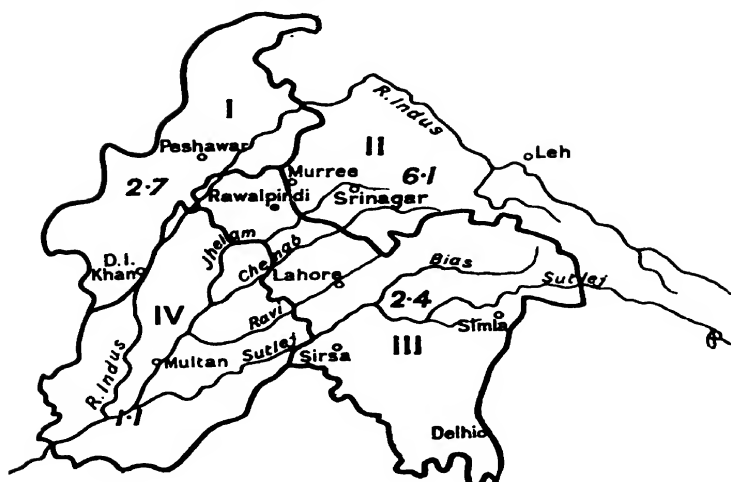 I
R. Indus
II
Leh
Peshawar
Murree
6·1
2·7
Rawalpindi
Srinagar
Jhellam
Chenab
D.I.
Khan
Lahore
Bias
Sutlej
2·4
IV
Ravi
Simla
III
Multan
Sutlej
Sirsa
R. Indus
1·1
Delhi